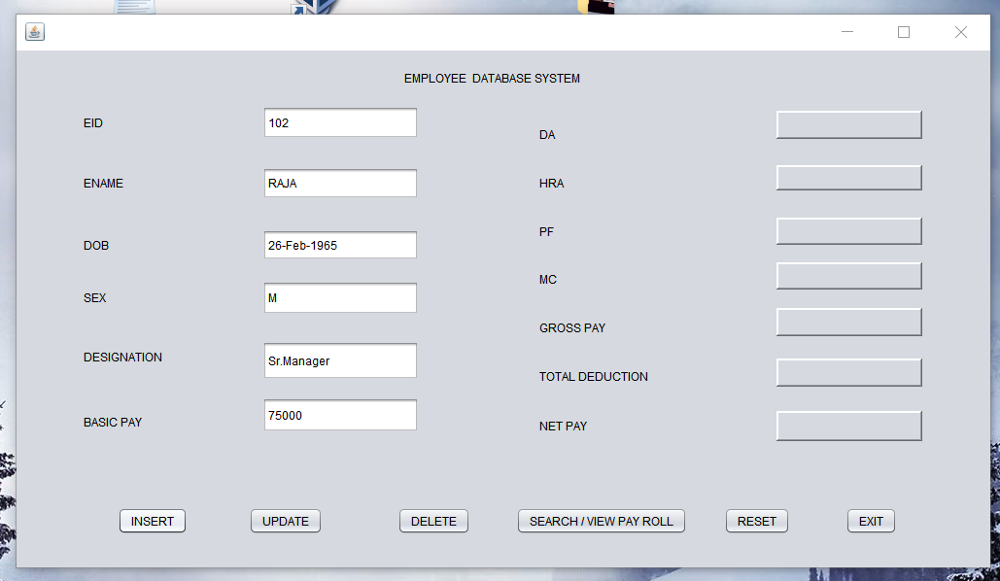 EMPLOYEE  DATABASE SYSTEM
EID 102
ENAME RAJA
DOB 26-Feb-1965
SEX M
DESIGNATION Sr.Manager
BASIC PAY 75000
DA
HRA
PF
MC
GROSS PAY
TOTAL DEDUCTION
NET PAY
INSERT UPDATE DELETE SEARCH / VIEW PAY ROLL RESET EXIT